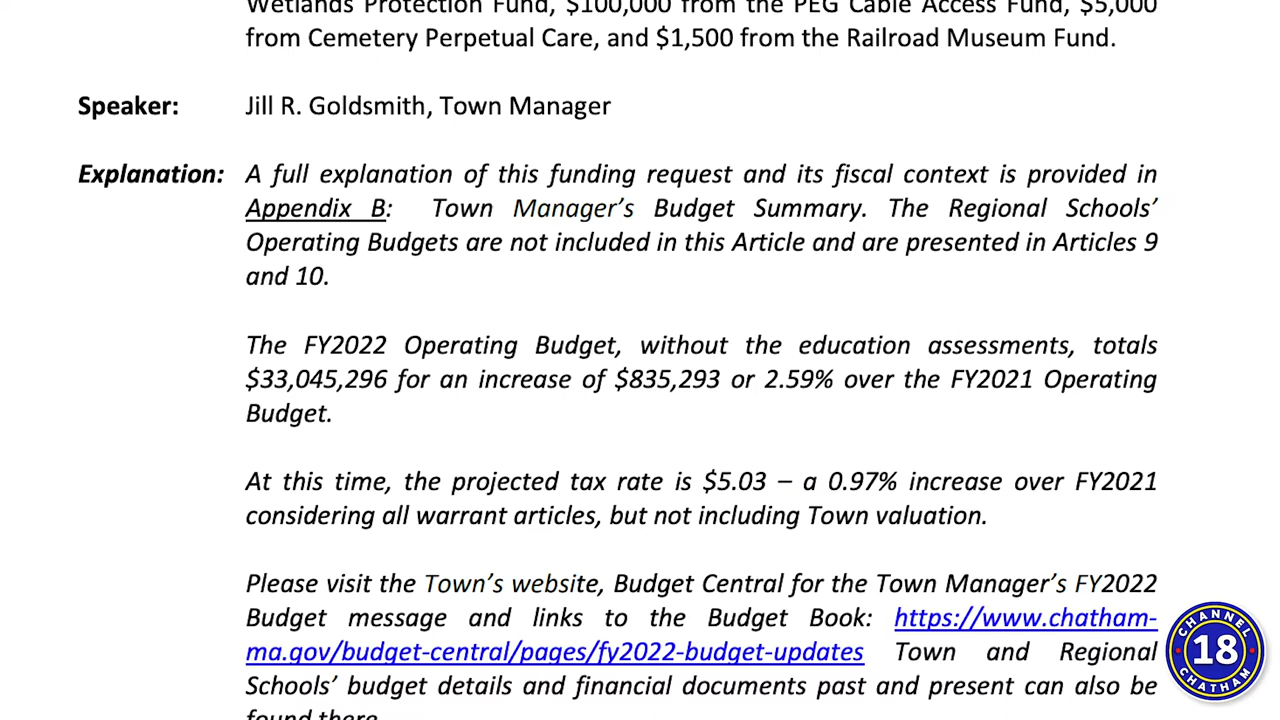 Wetlands Protection Fund, $100,000 from the PEG Cable Access Fund, $5,000
from Cemetery Perpetual Care, and $1,500 from the Railroad Museum Fund.
Speaker: Jill R. Goldsmith, Town Manager
Explanation: A full explanation of this funding request and its fiscal context is provided in
Appendix B: Town Manager’s Budget Summary. The Regional Schools’
Operating Budgets are not included in this Article and are presented in Articles 9
and 10.
The FY2022 Operating Budget, without the education assessments, totals
$33,045,296 for an increase of $835,293 or 2.59% over the FY2021 Operating
Budget.
At this time, the projected tax rate is $5.03 – a 0.97% increase over FY2021
considering all warrant articles, but not including Town valuation.
Please visit the Town’s website, Budget Central for the Town Manager’s FY2022
Budget message and links to the Budget Book: https://www.chatham-
ma.gov/budget-central/pages/fy2022-budget-updates Town and Regional
Schools’ budget details and financial documents past and present can also be
found there
CHANNEL
18
CHATHAM